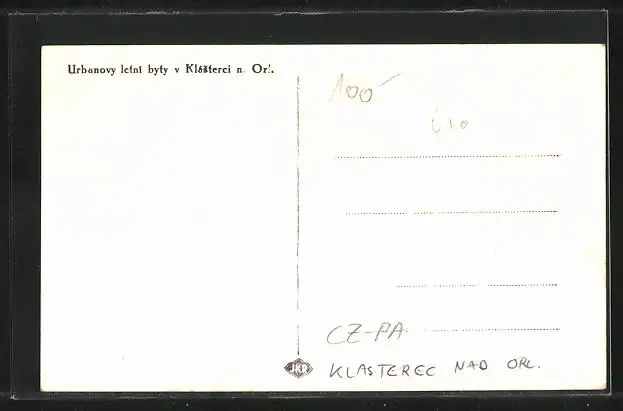 Urbanovy letní byty v Klášterci n. Orl.
100
CZ-PA
KLASTEREC NAD ORL.